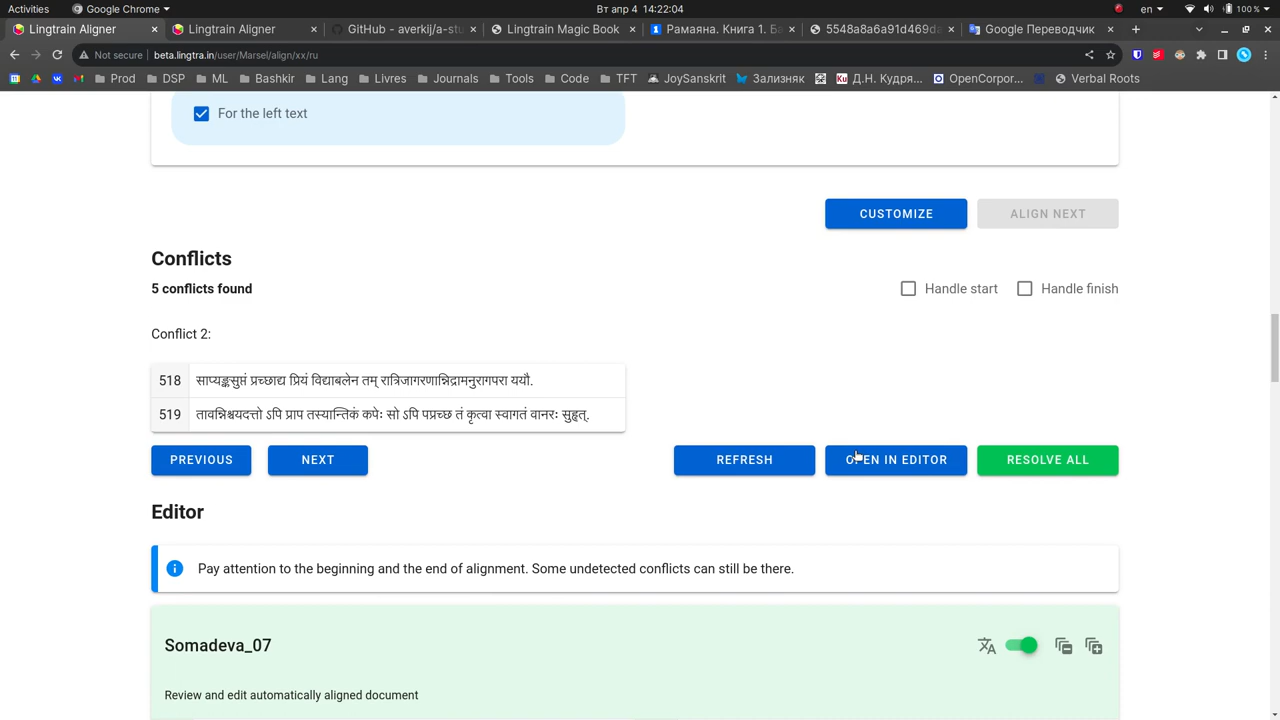 Activities
Google Chrome
Вт апр 4 14:22:04
en
100 %
Lingtrain Aligner
Lingtrain Aligner
GitHub - averkij/a-stu
Lingtrain Magic Book
Рамаяна. Книга 1. Ба
5548a8a6a91d469da
Google Переводчик
Not secure
beta.lingtra.in/user/Marsel/align/xx/ru
Prod
DSP
ML
Bashkir
Lang
Livres
Journals
Tools
Code
TFT
JoySanskrit
Зализняк
Д.Н. Кудря...
OpenCorpor...
Verbal Roots
For the left text
CUSTOMIZE
ALIGN NEXT
Conflicts
5 conflicts found
Handle start
Handle finish
Conflict 2:
518 साप्यङ्कसुप्तं प्रच्छाद्य प्रियं विद्याबलेन तम् रात्रिजागरणान्निद्रामनुरागपरा ययौ.
519 तावन्निश्चयदत्तो ऽपि प्राप तस्यान्तिकं कपेः सो ऽपि पप्रच्छ तं कृत्वा स्वागतं वानरः सुहृत्.
PREVIOUS
NEXT
REFRESH
OPEN IN EDITOR
RESOLVE ALL
Editor
Pay attention to the beginning and the end of alignment. Some undetected conflicts can still be there.
Somadeva_07
Review and edit automatically aligned document